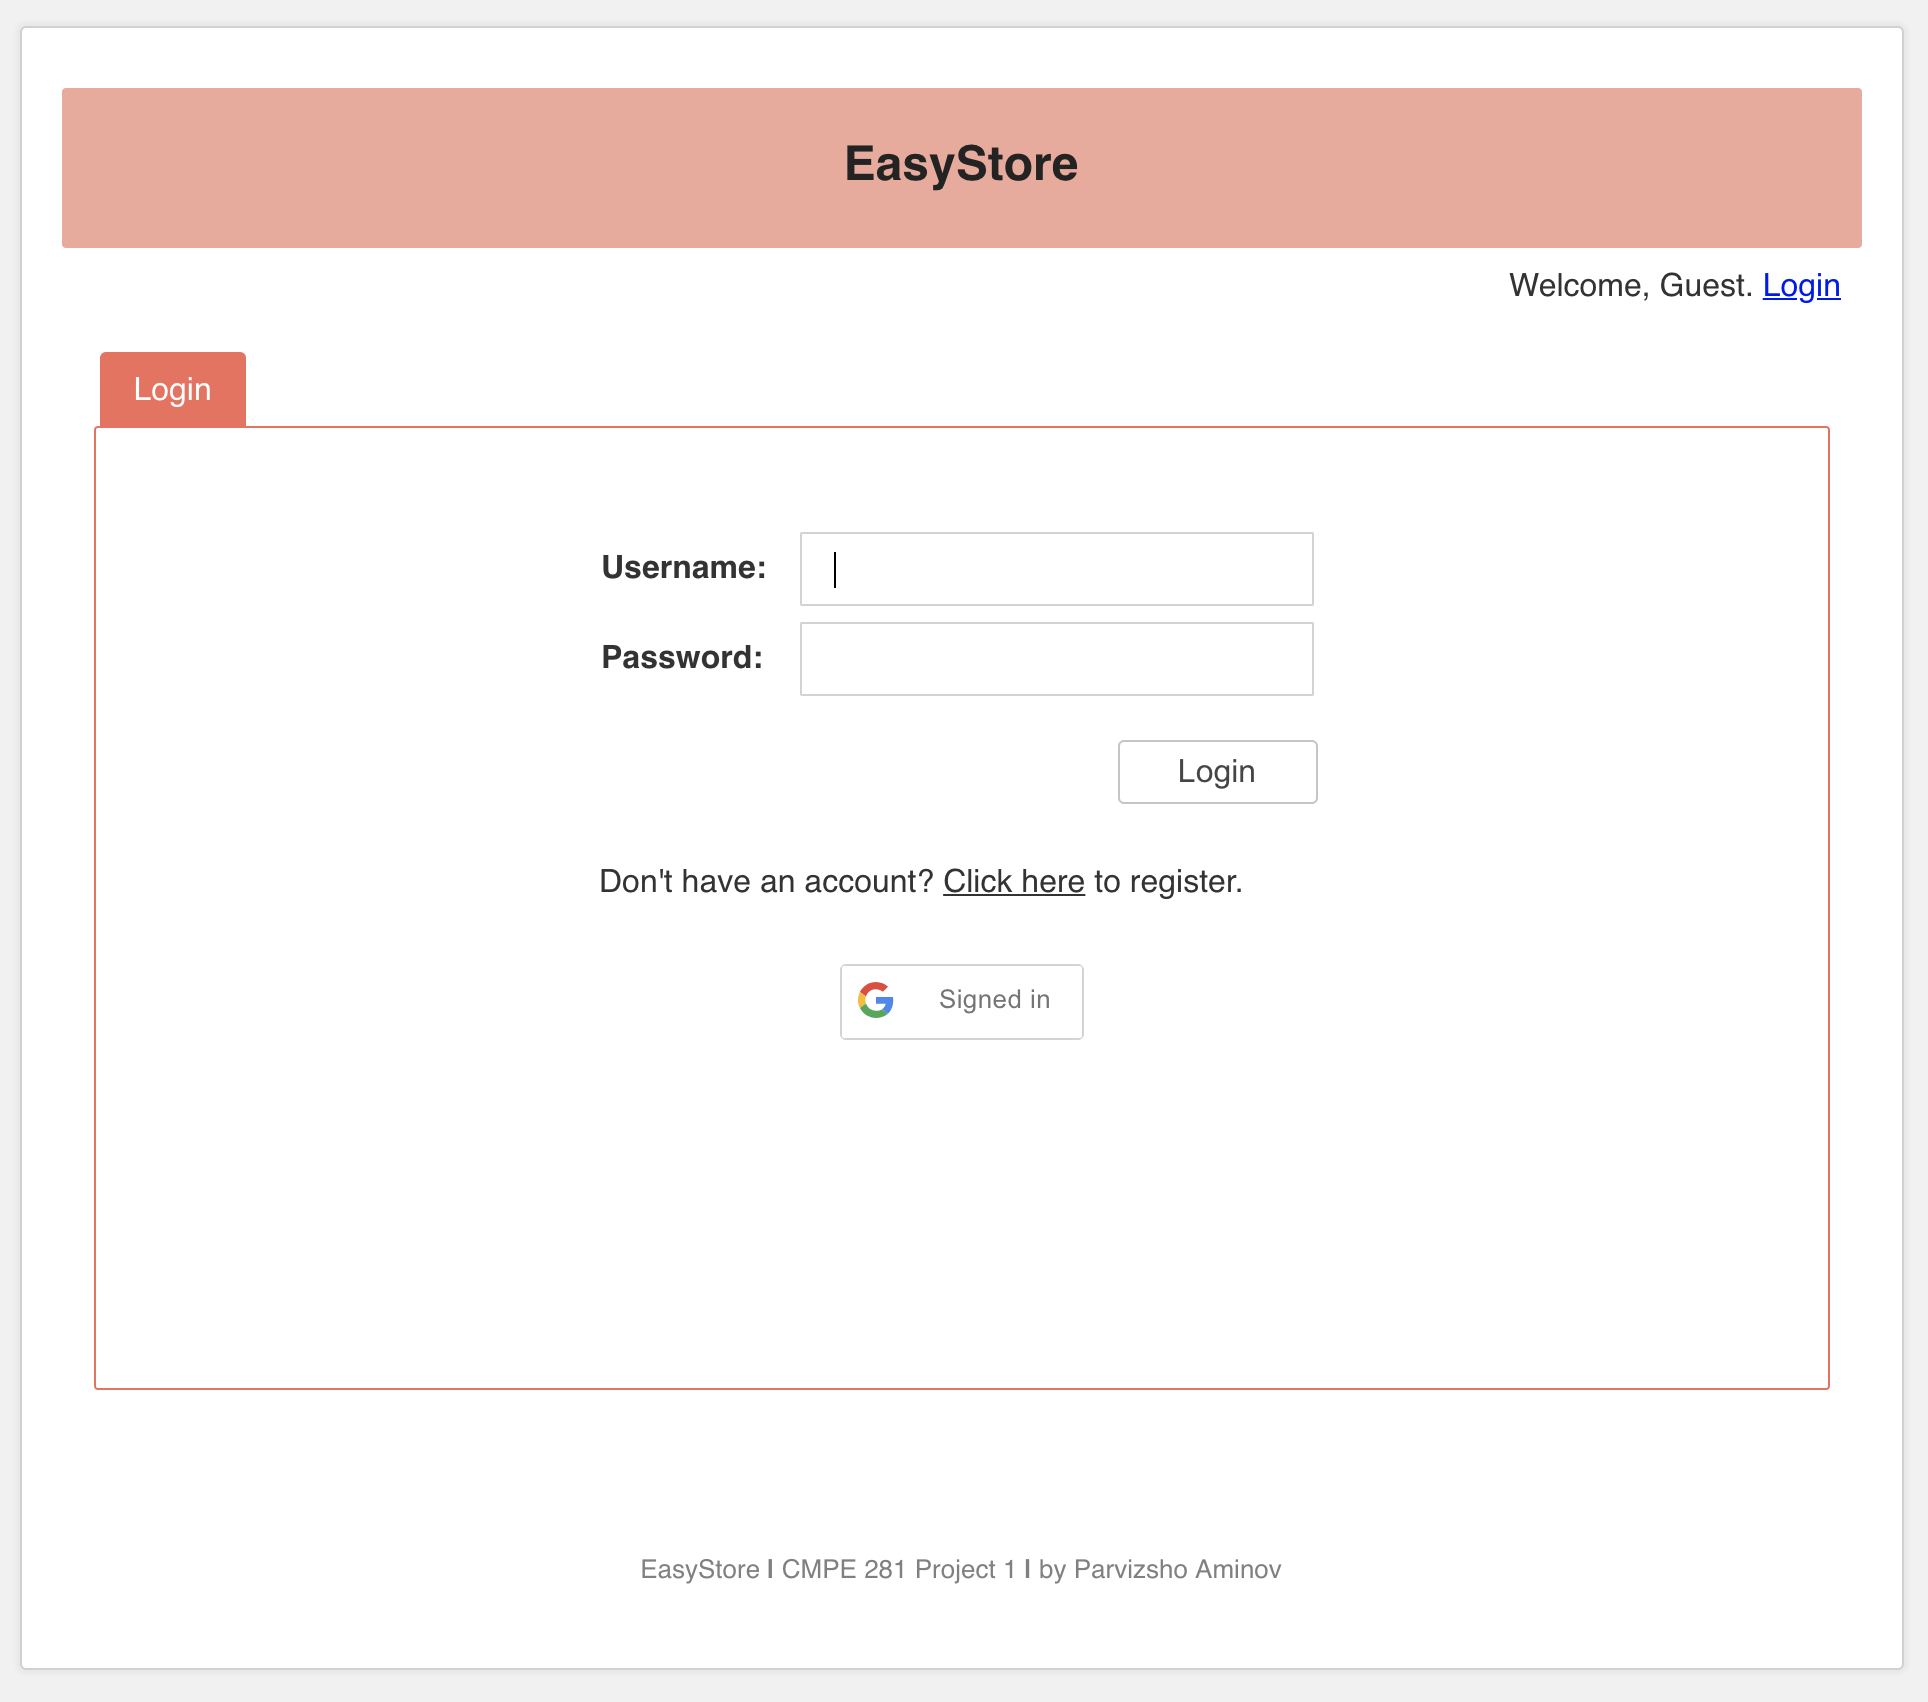 EasyStore
Welcome, Guest. Login
Login
Username:
Password:
Login
Don't have an account? Click here to register.
Signed in
EasyStore | CMPE 281 Project 1 | by Parvizsho Aminov